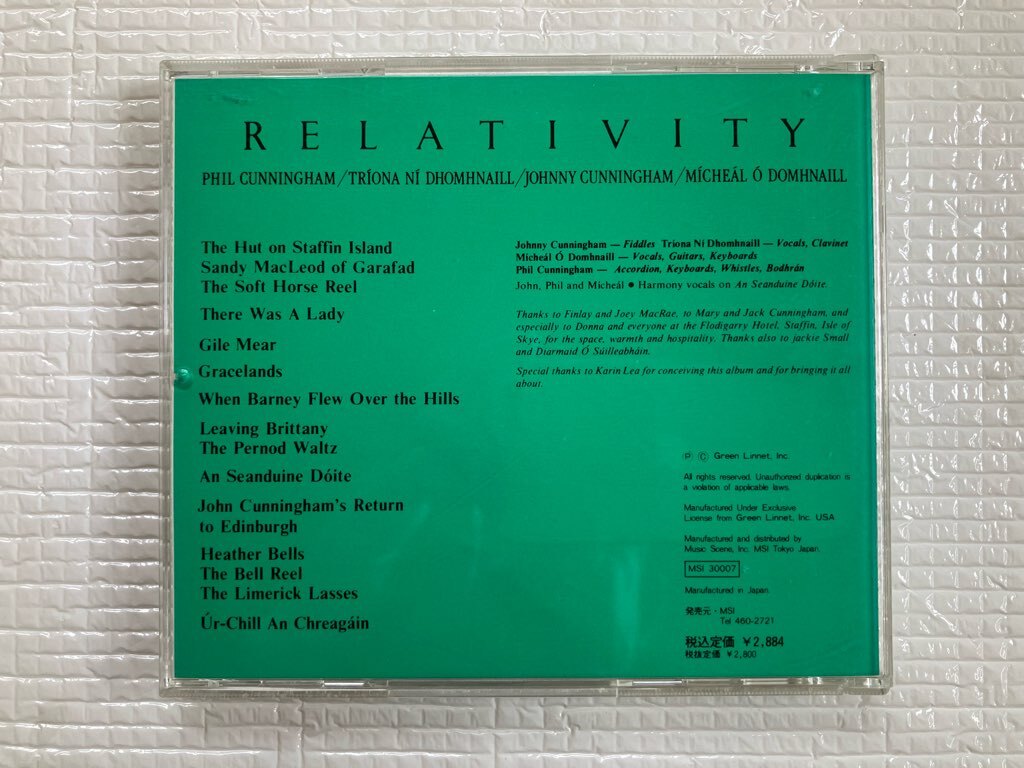 RELATIVITY
PHIL CUNNINGHAM/TRÍONA NÍ DHOMHNAILL/JOHNNY CUNNINGHAM/MÍCHEÁL Ó DOMHNAILL
The Hut on Staffin Island
Sandy MacLeod of Garafad
The Soft Horse Reel
There Was A Lady
Gile Mear
Gracelands
When Barney Flew Over the Hills
Leaving Brittany
The Pernod Waltz
An Seanduine Dóite
John Cunningham's Return
to Edinburgh
Heather Bells
The Bell Reel
The Limerick Lasses
Úr-Chill An Chreagáin
Johnny Cunningham — Fiddles Tríona Ní Dhomhnaill — Vocals, Clavinet
Mícheál Ó Domhnaill — Vocals, Guitars, Keyboards
Phil Cunningham — Accordion, Keyboards, Whistles, Bodhrán
John, Phil and Mícheál ● Harmony vocals on An Seanduine Dóite.
Thanks to Finlay and Joey MacRae, to Mary and Jack Cunningham, and
especially to Donna and everyone at the Flodigarry Hotel, Staffin, Isle of
Skye, for the space, warmth and hospitality. Thanks also to jackie Small
and Diarmaid Ó Súilleabháin.
Special thanks to Karin Lea for conceiving this album and for bringing it all
about.
Ⓟ Ⓒ Green Linnet, Inc.
All rights reserved. Unauthorized duplication is
a violation of applicable laws.
Manufactured Under Exclusive
License from Green Linnet, Inc. USA
Manufactured and distributed by
Music Scene, Inc. MSI Tokyo Japan.
MSI 30007
Manufactured in Japan
発売元・MSI
Tel 460-2721
税込定価 ¥2,884
税抜定価 ¥2,800